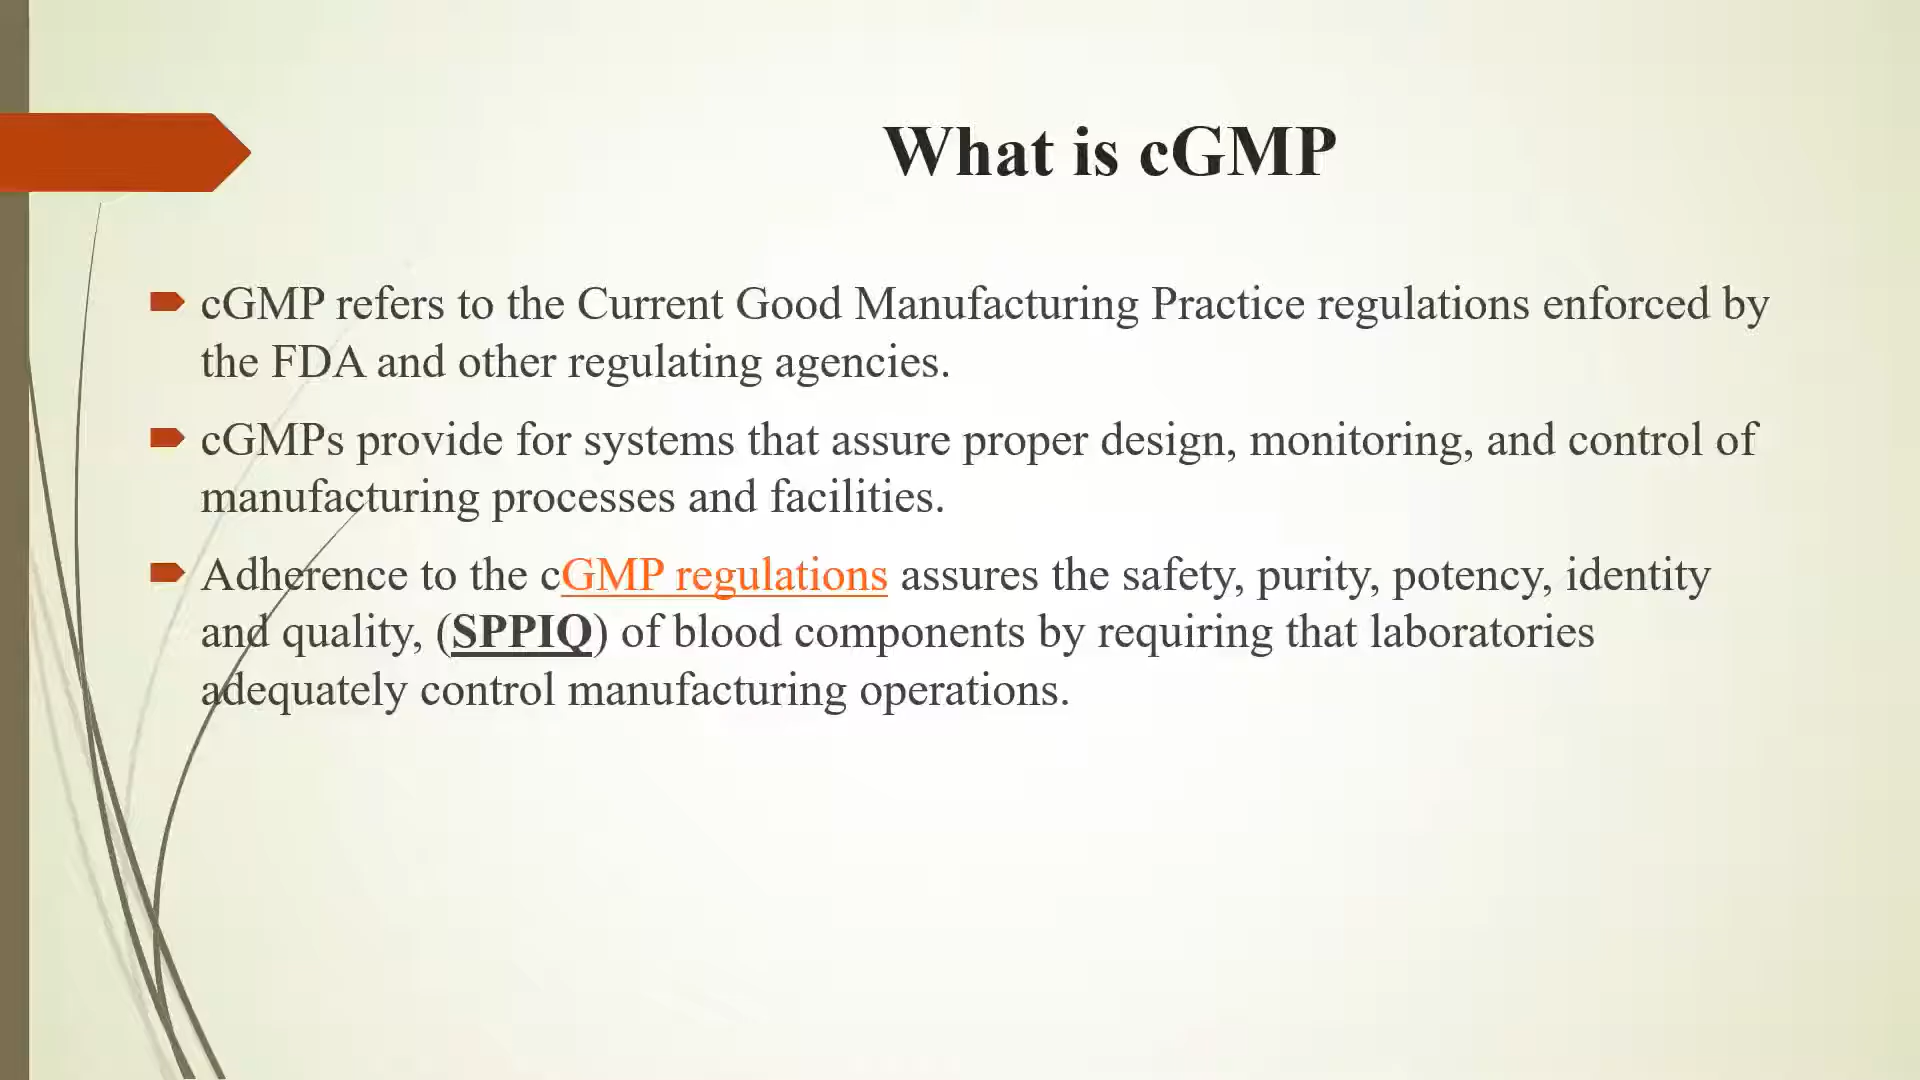 What is cGMP
cGMP refers to the Current Good Manufacturing Practice regulations enforced by
the FDA and other regulating agencies.
cGMPs provide for systems that assure proper design, monitoring, and control of
manufacturing processes and facilities.
Adherence to the cGMP regulations assures the safety, purity, potency, identity
and quality, (SPPIQ) of blood components by requiring that laboratories
adequately control manufacturing operations.